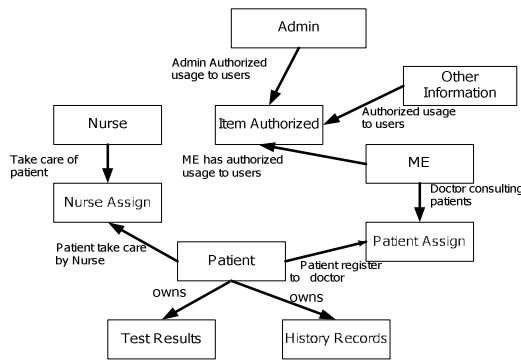 Admin
Admin Authorized
usage to users
Other
Information
Authorized usage
to users
Nurse
Item Authorized
Take care of
patient
ME has authorized
usage to users
ME
Doctor consulting
patients
Nurse Assign
Patient take care
by Nurse
Patient
Patient register
to doctor
Patient Assign
owns
owns
Test Results
History Records